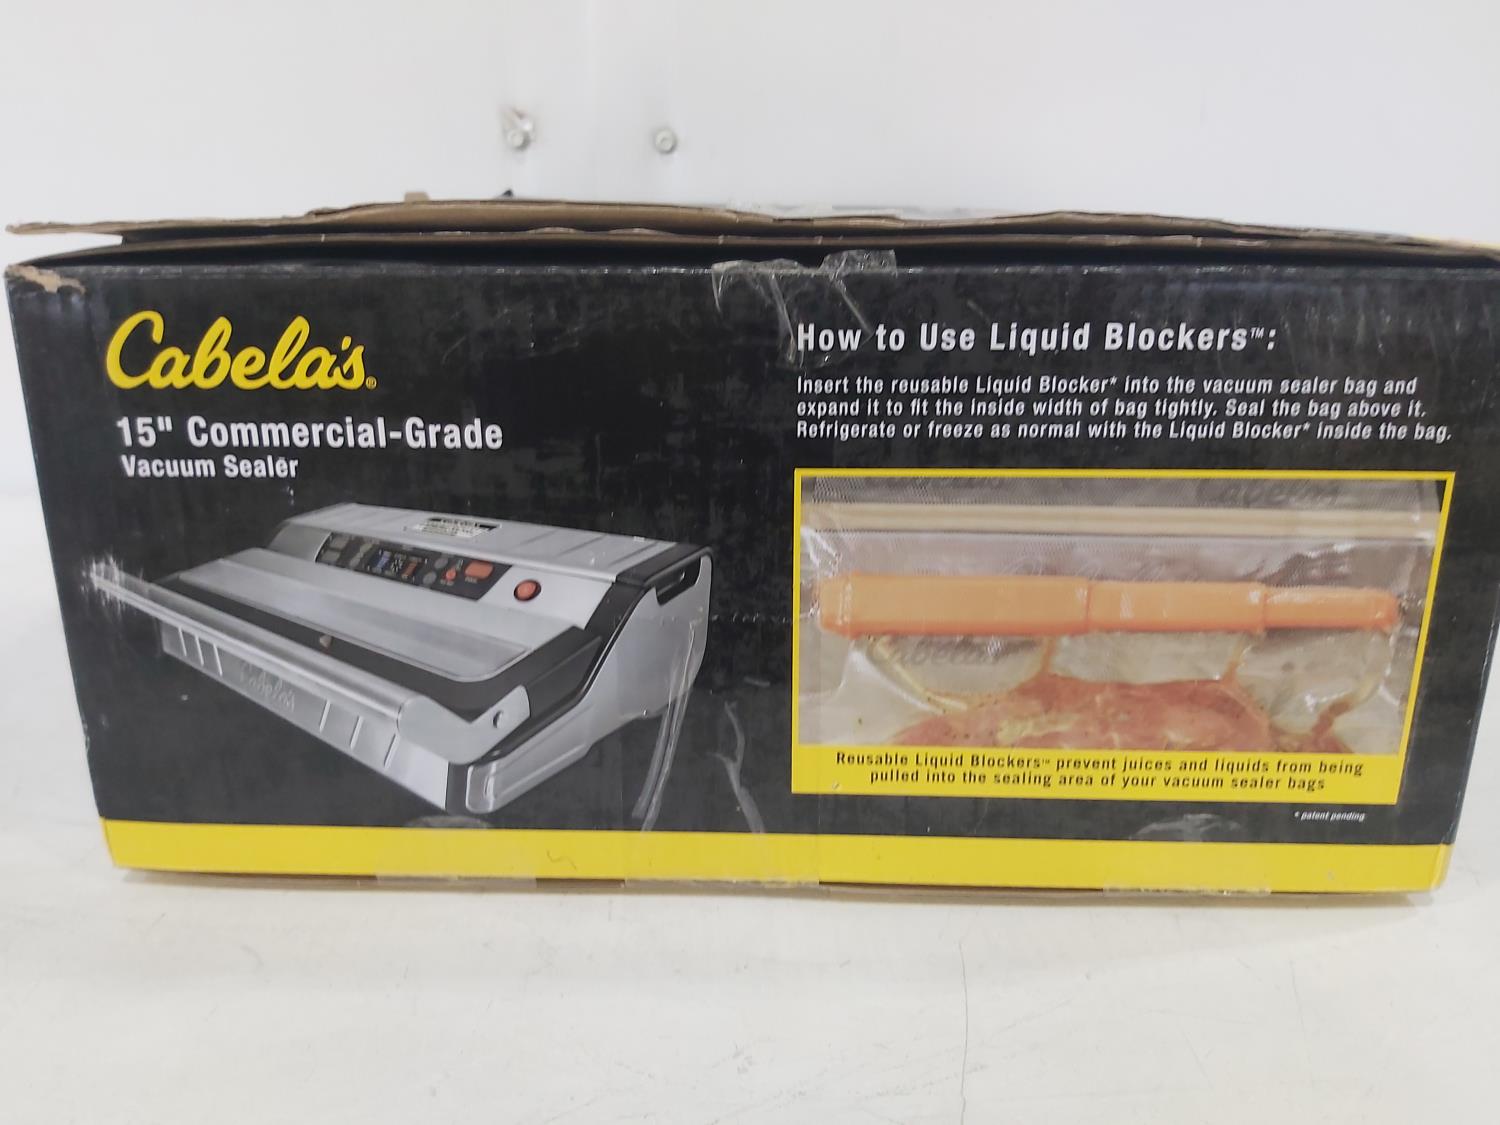 Cabela's®
15" Commercial-Grade
Vacuum Sealer
Cabela's
How to Use Liquid Blockers™:
Insert the reusable Liquid Blocker* into the vacuum sealer bag and
expand it to fit the inside width of bag tightly. Seal the bag above it.
Refrigerate or freeze as normal with the Liquid Blocker* inside the bag.
Cabela's
Cabela's
Reusable Liquid Blockers™ prevent juices and liquids from being
pulled into the sealing area of your vacuum sealer bags
* patent pending